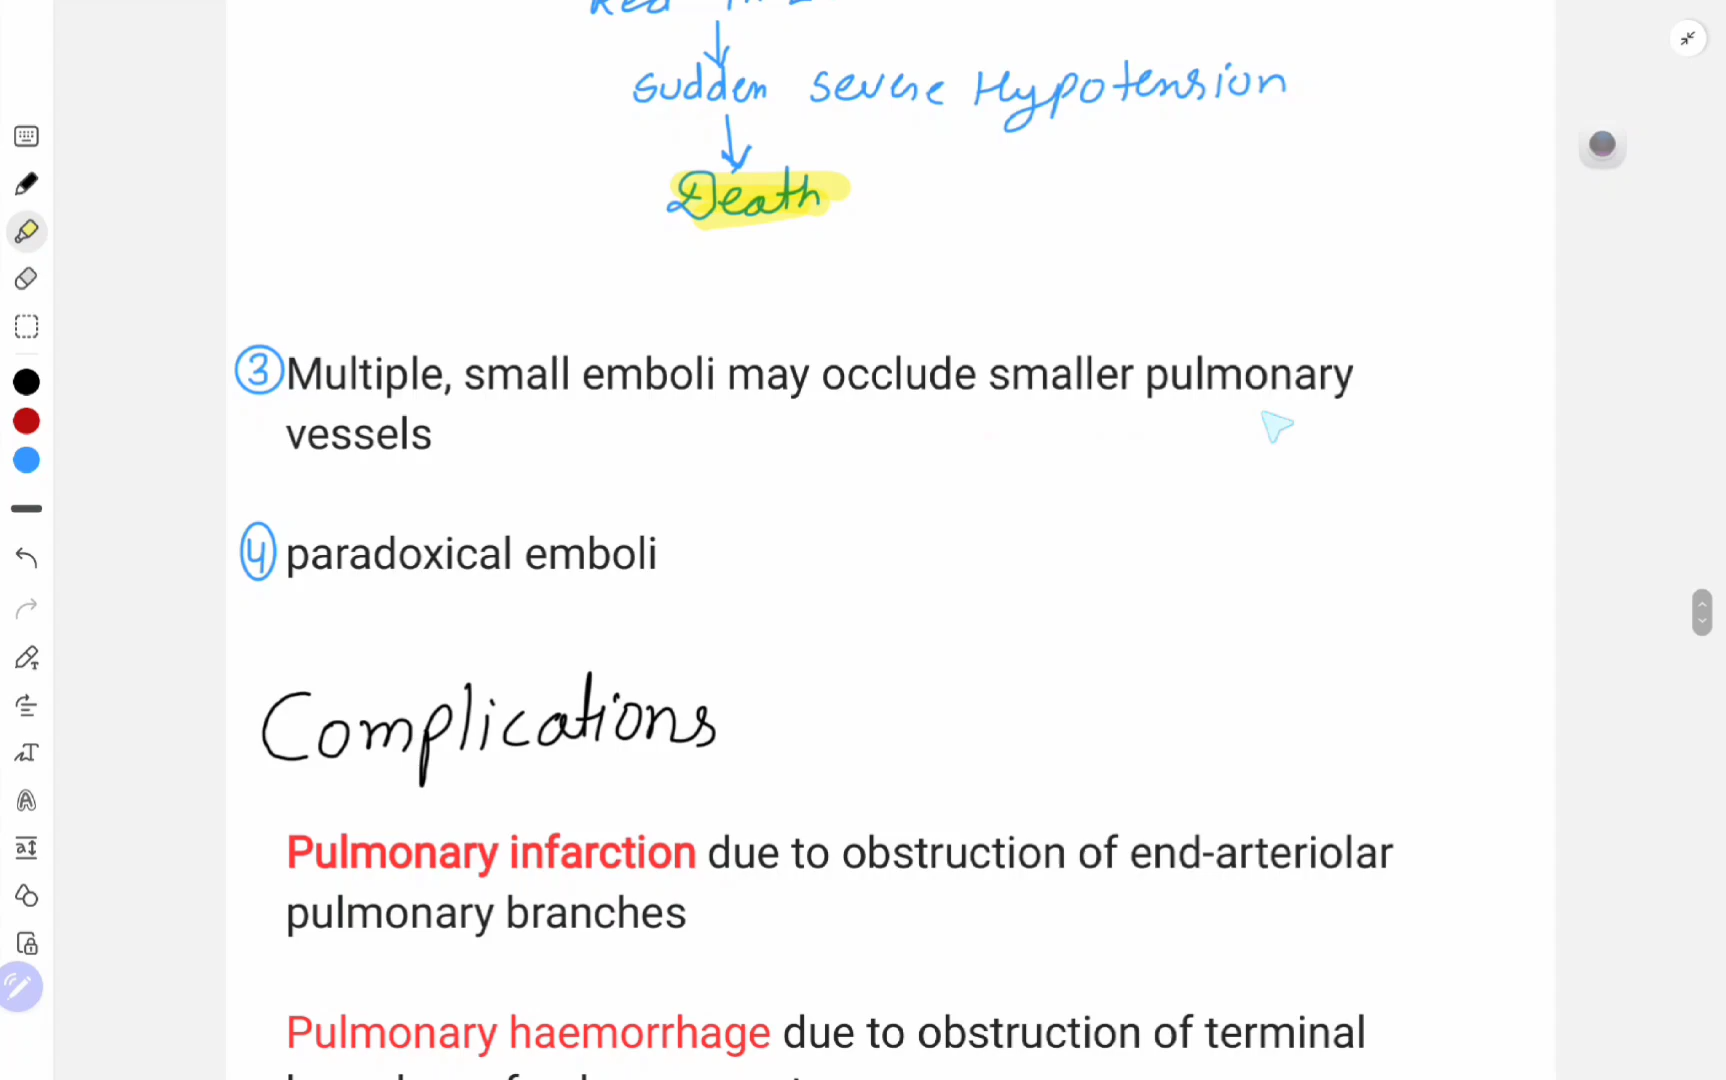 sudden severe Hypotension
Death
3 Multiple, small emboli may occlude smaller pulmonary
vessels
4 paradoxical emboli
Complications
Pulmonary infarction due to obstruction of end-arteriolar
pulmonary branches
Pulmonary haemorrhage due to obstruction of terminal